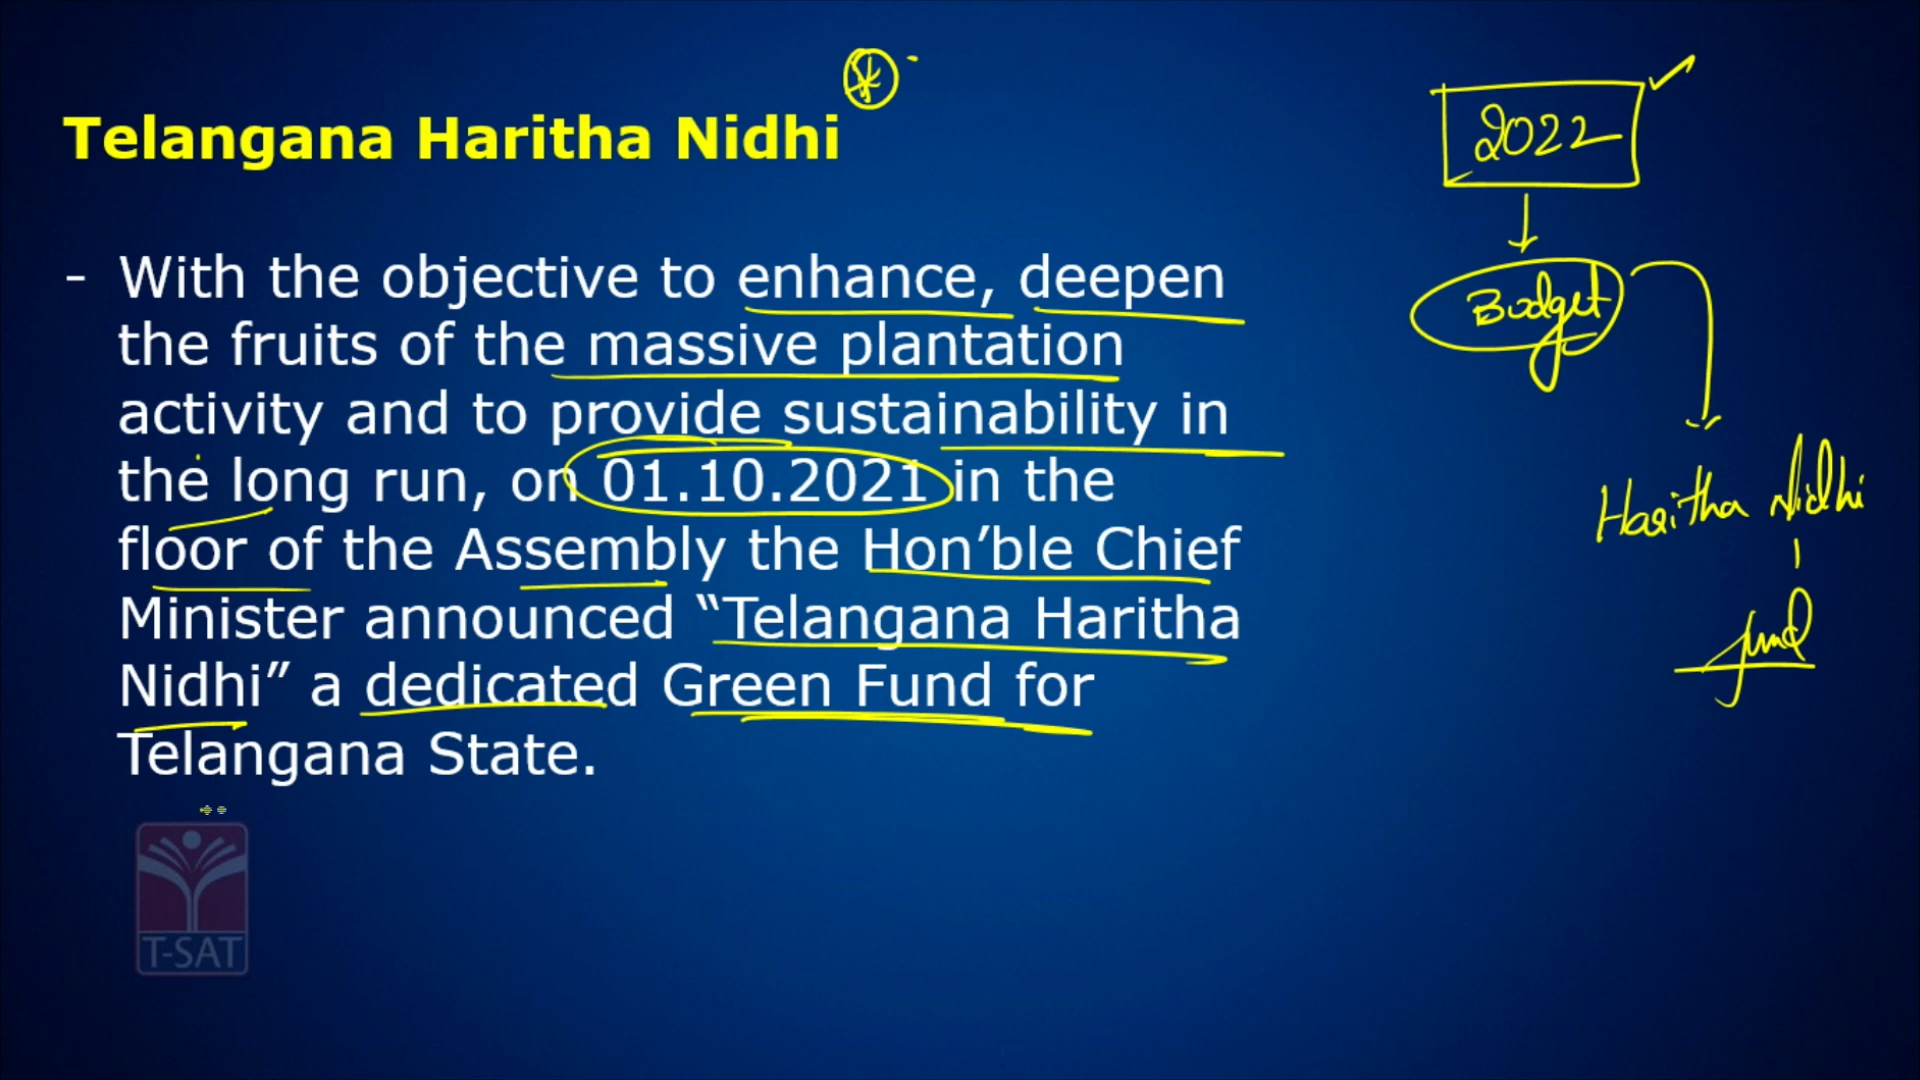 Telangana Haritha Nidhi
- With the objective to enhance, deepen
the fruits of the massive plantation
activity and to provide sustainability in
the long run, on 01.10.2021 in the
floor of the Assembly the Hon’ble Chief
Minister announced “Telangana Haritha
Nidhi” a dedicated Green Fund for
Telangana State.
T-SAT
2022
Budget
Haritha Nidhi
fund